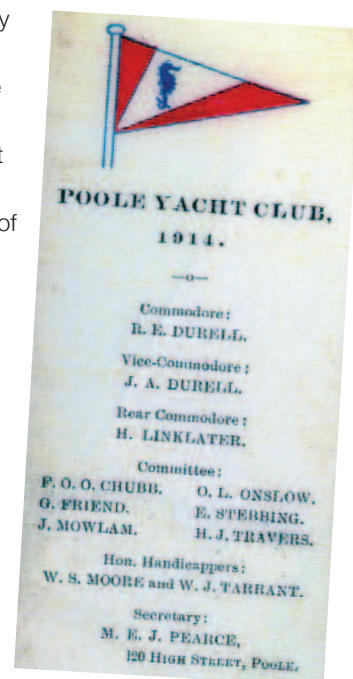 y
e
t
of
POOLE YACHT CLUB,
1914.
—o—
Commodore:
R. E. DURELL.
Vice-Commodore:
J. A. DURELL.
Rear Commodore:
H. LINKLATER.
Committee:
F. O. O. CHUBB. O. L. ONSLOW.
G. FRIEND. E. STEBBING.
J. MOWLAM. H. J. TRAVERS.
Hon. Handicappers:
W. S. MOORE and W. J. TARRANT.
Secretary:
M. E. J. PEARCE,
120 HIGH STREET, POOLE.